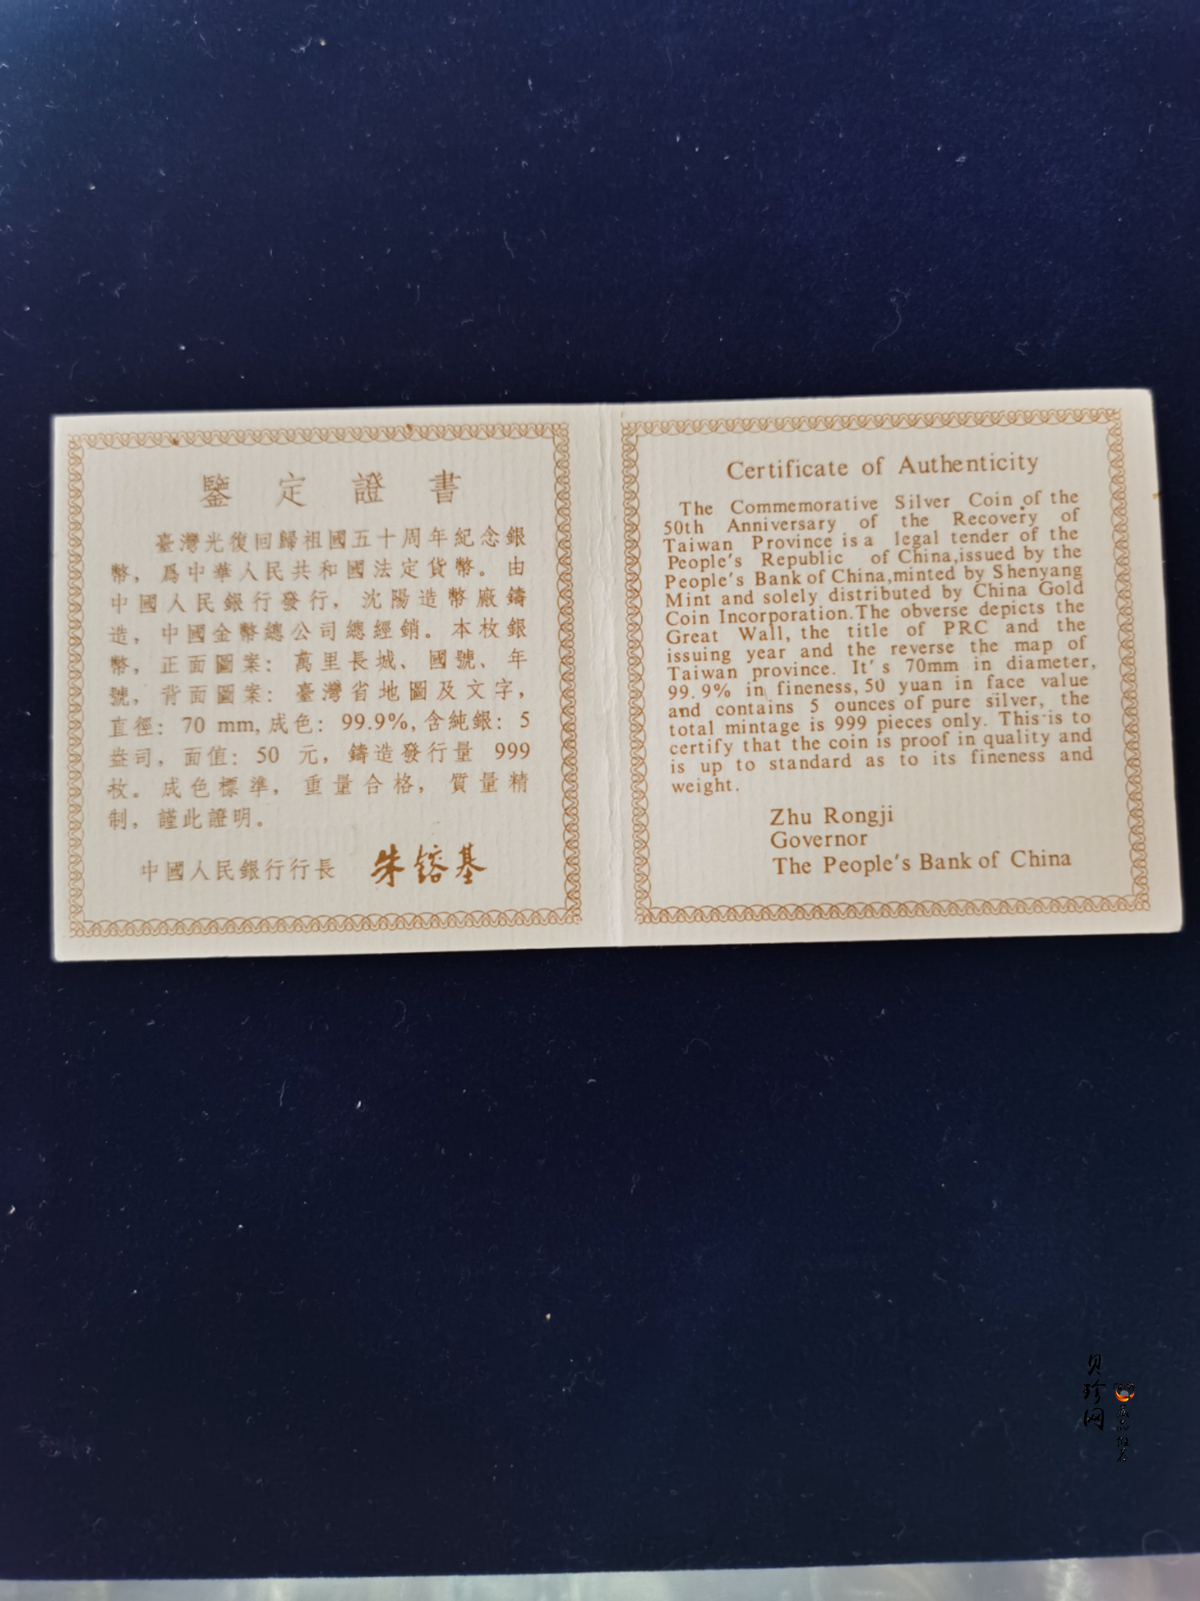 鑒定證書
臺灣光復回歸祖國五十周年紀念銀
幣，爲中華人民共和國法定貨幣。由
中國人民銀行發行，沈陽造幣廠鑄
造，中國金幣總公司總經銷。本枚銀
幣，正面圖案：萬里長城、國號、年
號，背面圖案：臺灣省地圖及文字，
直徑：70 mm,成色：99.9%,含純銀：5
盎司，面值：50 元，鑄造發行量 999
枚。成色標準，重量合格，質量精
制，謹此證明。
中國人民銀行行長 朱鎔基
Certificate of Authenticity
The Commemorative Silver Coin of the
50th Anniversary of the Recovery of
Taiwan Province is a legal tender of the
People's Republic of China,issued by the
People's Bank of China,minted by Shenyang
Mint and solely distributed by China Gold
Coin Incorporation.The obverse depicts the
Great Wall, the title of PRC and the
issuing year and the reverse the map of
Taiwan province. It's 70mm in diameter,
99.9% in fineness,50 yuan in face value
and contains 5 ounces of pure silver, the
total mintage is 999 pieces only. This is to
certify that the coin is proof in quality and
is up to standard as to its fineness and
weight.
Zhu Rongji
Governor
The People's Bank of China
贝珍网